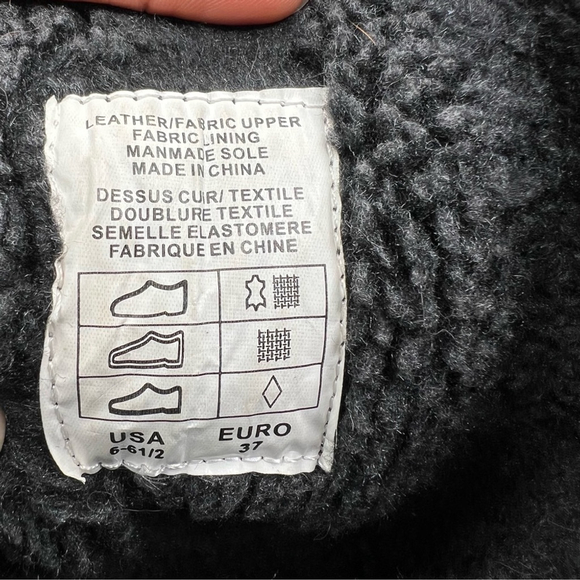 LEATHER/FABRIC UPPER
FABRIC LINING
MANMADE SOLE
MADE IN CHINA
DESSUS CUIR/ TEXTILE
DOUBLURE TEXTILE
SEMELLE ELASTOMERE
FABRIQUE EN CHINE
USA EURO
6-61/2 37